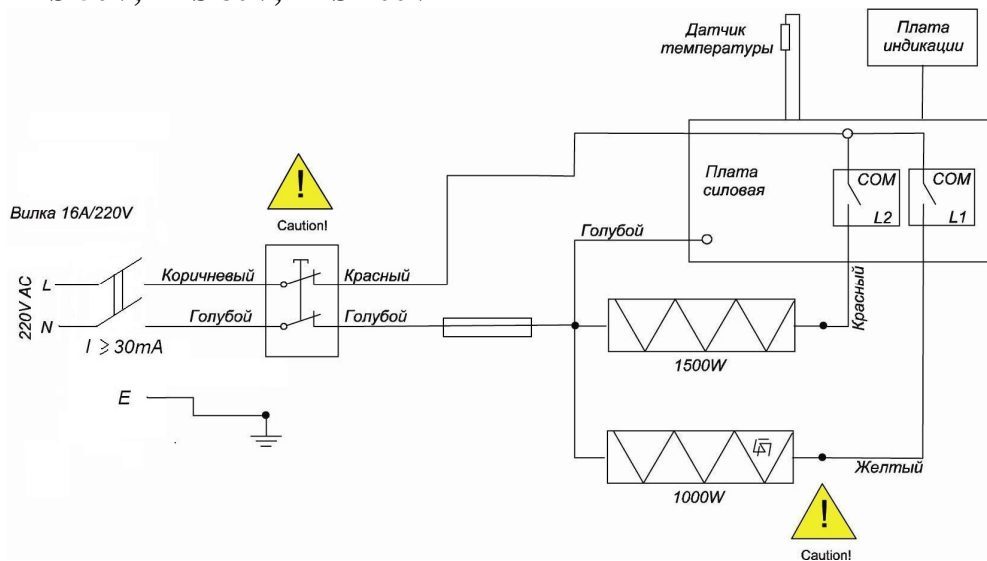 Датчик
температуры
Плата
индикации
Плата
силовая
COM
L2
COM
L1
Caution!
Вилка 16A/220V
Голубой
220V AC
L
Коричневый
Красный
N
Голубой
Голубой
I ⩾ 30mA
Красный
1500W
E
Желтый
1000W
Caution!